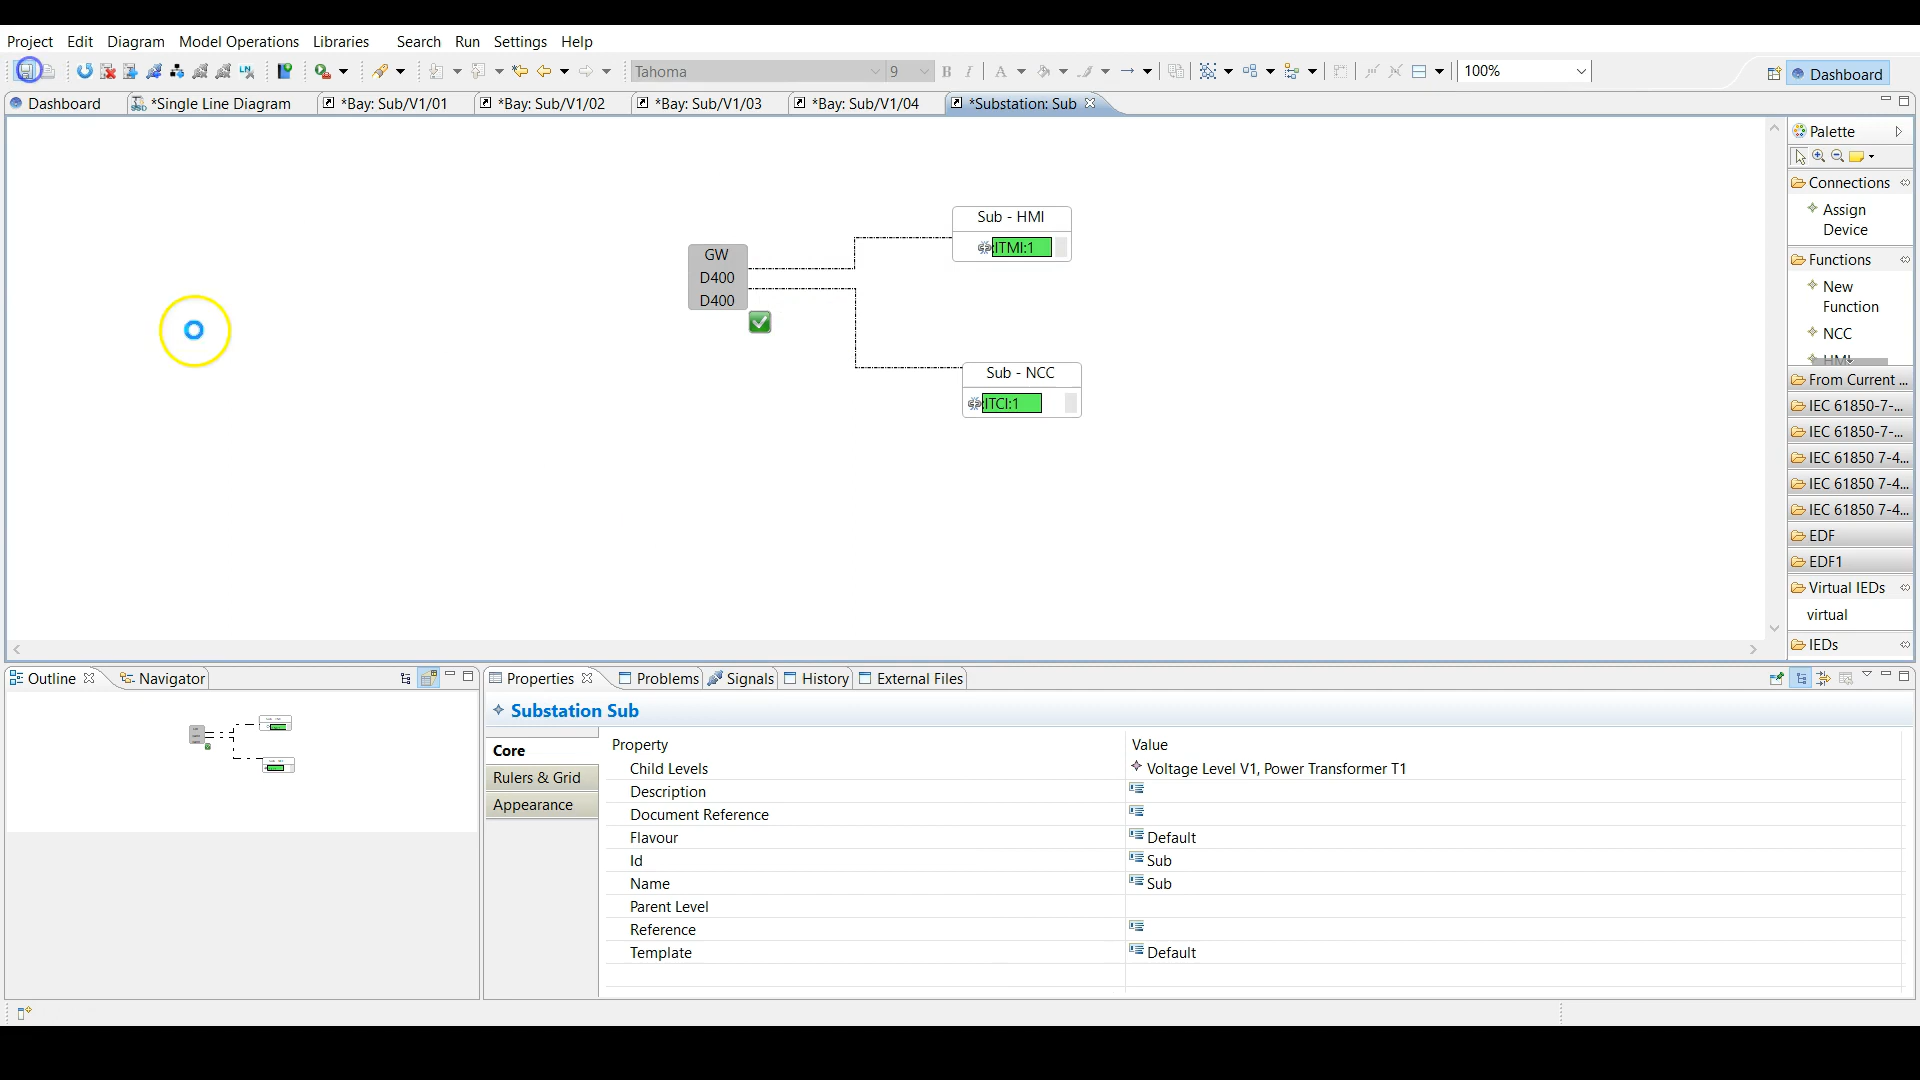 Project Edit Diagram Model Operations Libraries Search Run Settings Help
Tahoma 9 B I A 100% Dashboard
Dashboard *Single Line Diagram *Bay: Sub/V1/01 *Bay: Sub/V1/02 *Bay: Sub/V1/03 *Bay: Sub/V1/04 *Substation: Sub
GW
D400
D400
Sub - HMI
ITMI:1
Sub - NCC
ITCI:1
Palette
Connections
Assign
Device
Functions
New
Function
NCC
HMI
From Current ...
IEC 61850-7-...
IEC 61850-7-...
IEC 61850 7-4...
IEC 61850 7-4...
IEC 61850 7-4...
EDF
EDF1
Virtual IEDs
virtual
IEDs
Outline Navigator
Properties Problems Signals History External Files
Substation Sub
Core
Rulers & Grid
Appearance
Property Value
Child Levels Voltage Level V1, Power Transformer T1
Description
Document Reference
Flavour Default
Id Sub
Name Sub
Parent Level
Reference
Template Default